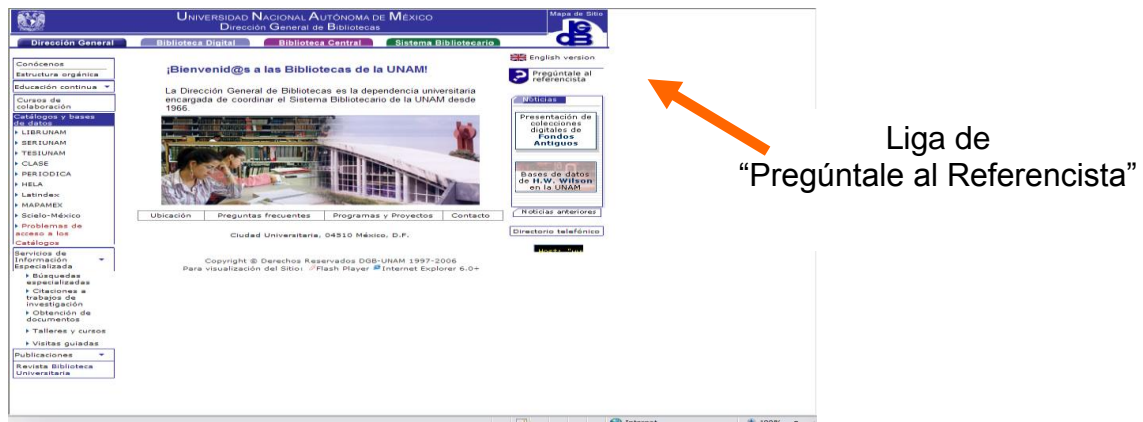 UNIVERSIDAD NACIONAL AUTÓNOMA DE MÉXICO
Dirección General de Bibliotecas
Mapa de Sitio
Dirección General
Biblioteca Digital
Biblioteca Central
Sistema Bibliotecario
Conócenos
Estructura orgánica
Educación continua
Cursos de
colaboración
Catálogos y bases
de datos
LIBRUNAM
SERIUNAM
TESIUNAM
CLASE
PERIODICA
HELA
Latindex
MAPAMEX
Scielo-México
Problemas de
acceso a los
Catálogos
Servicios de
Información
Especializada
Búsquedas
especializadas
Citaciones a
trabajos de
investigación
Obtención de
documentos
Talleres y cursos
Visitas guiadas
Publicaciones
Revista Biblioteca
Universitaria
¡Bienvenid@s a las Bibliotecas de la UNAM!
La Dirección General de Bibliotecas es la dependencia universitaria
encargada de coordinar el Sistema Bibliotecario de la UNAM desde
1966.
Ubicación
Preguntas frecuentes
Programas y Proyectos
Contacto
Ciudad Universitaria, 04510 México, D.F.
Copyright © Derechos Reservados DGB-UNAM 1997-2006
Para visualización del Sitio: Flash Player Internet Explorer 6.0+
English version
Pregúntale al
referencista
Noticias
Presentación de
colecciones
digitales de
Fondos
Antiguos
Bases de datos
de H.W. Wilson
en la UNAM
Noticias anteriores
Directorio telefónico
Liga de
“Pregúntale al Referencista”
Internet
100%